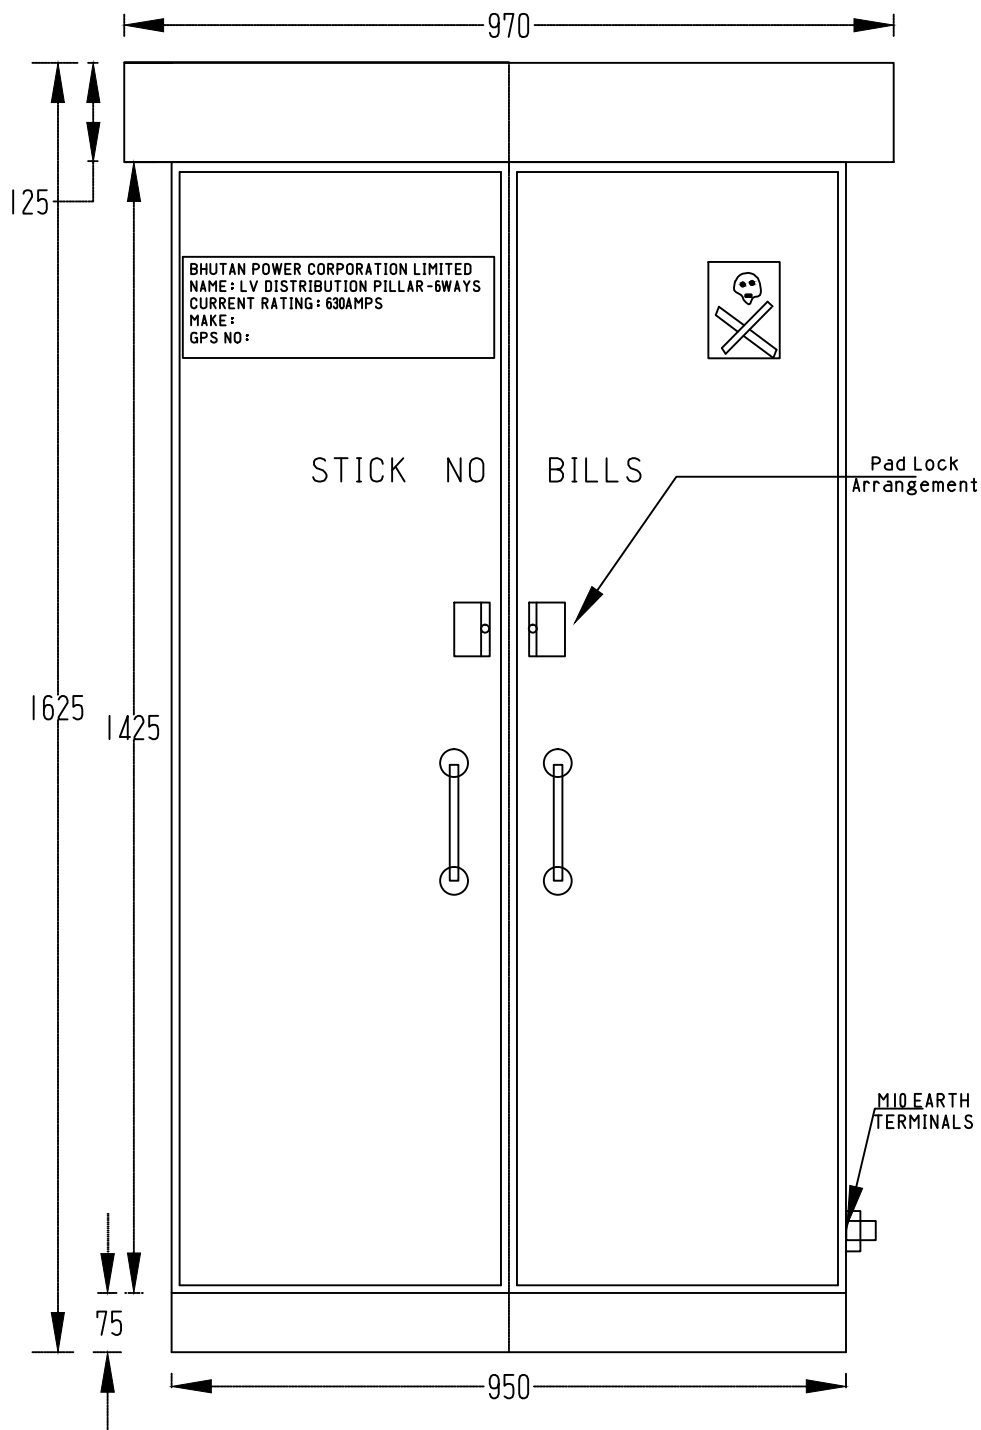 970
125
BHUTAN POWER CORPORATION LIMITED
NAME: LV DISTRIBUTION PILLAR-6WAYS
CURRENT RATING: 630AMPS
MAKE:
GPS NO:
STICK NO BILLS
Pad Lock
Arrangement
1625
1425
M10 EARTH
TERMINALS
75
950